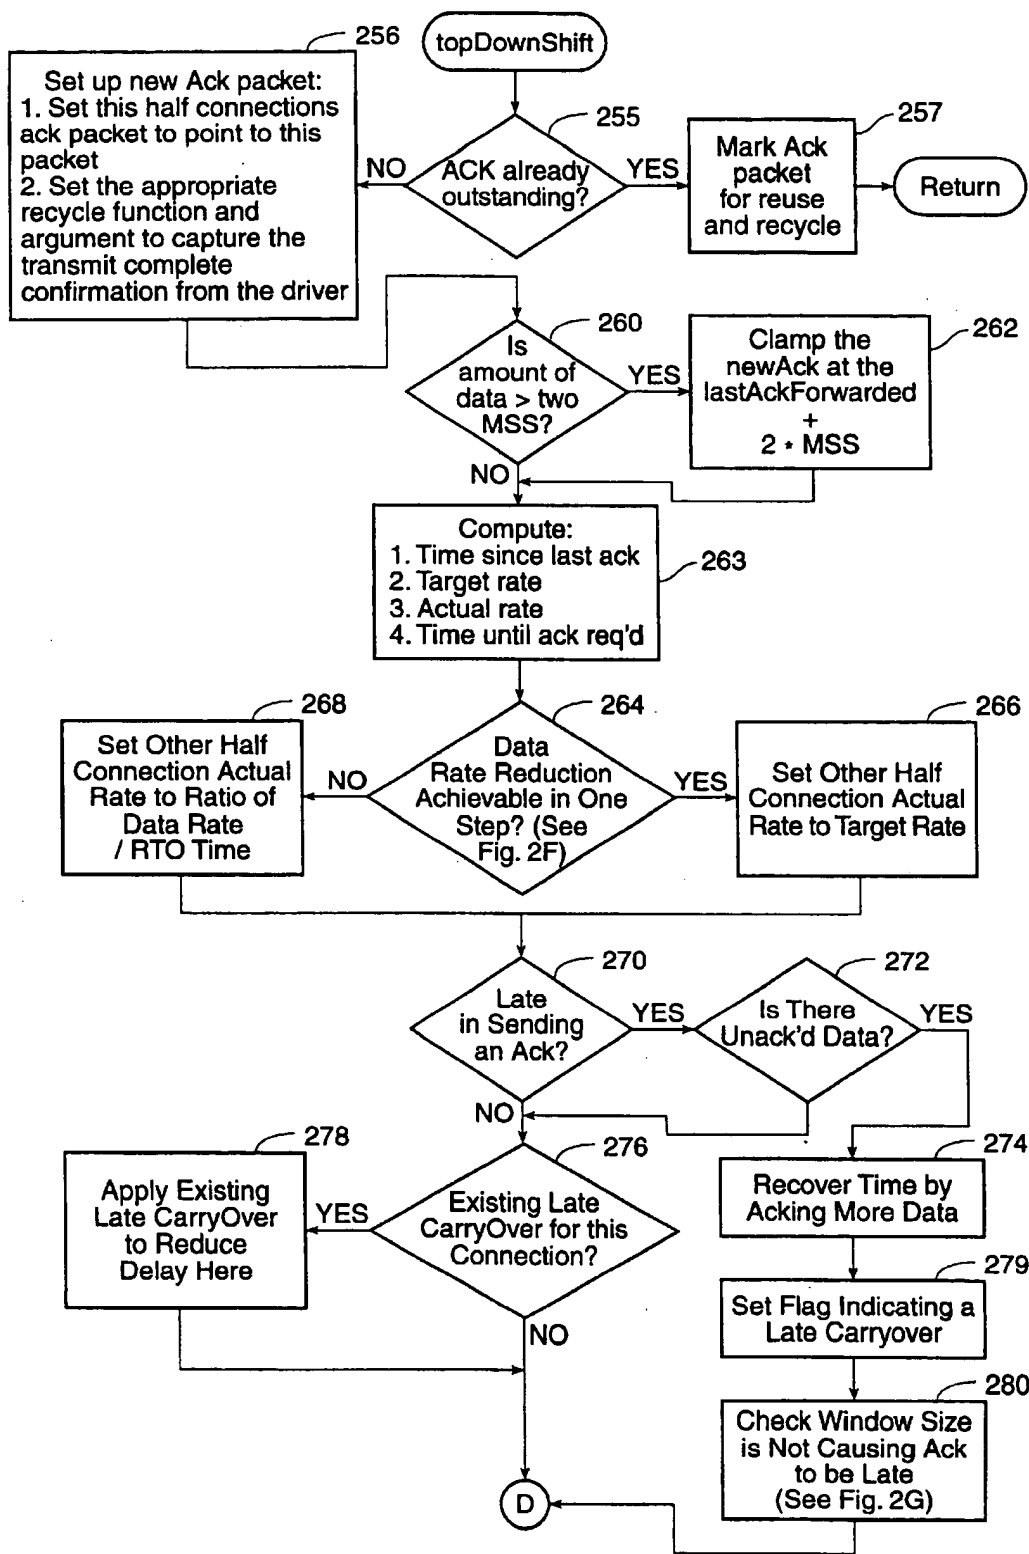 topDownShift
256
Set up new Ack packet:
1. Set this half connections
ack packet to point to this
packet
2. Set the appropriate
recycle function and
argument to capture the
transmit complete
confirmation from the driver
NO
255
ACK already
outstanding?
YES
257
Mark Ack
packet
for reuse
and recycle
Return
260
Is
amount of
data > two
MSS?
YES
NO
262
Clamp the
newAck at the
lastAckForwarded
+
2 * MSS
Compute:
1. Time since last ack
2. Target rate
3. Actual rate
4. Time until ack req'd
263
268
Set Other Half
Connection Actual
Rate to Ratio of
Data Rate
/ RTO Time
NO
264
Data
Rate Reduction
Achievable in One
Step? (See
Fig. 2F)
YES
266
Set Other Half
Connection Actual
Rate to Target Rate
270
Late
in Sending
an Ack?
YES
NO
272
Is There
Unack'd Data?
YES
278
Apply Existing
Late CarryOver
to Reduce
Delay Here
YES
276
Existing Late
CarryOver for this
Connection?
NO
274
Recover Time by
Acking More Data
279
Set Flag Indicating a
Late Carryover
280
Check Window Size
is Not Causing Ack
to be Late
(See Fig. 2G)
D